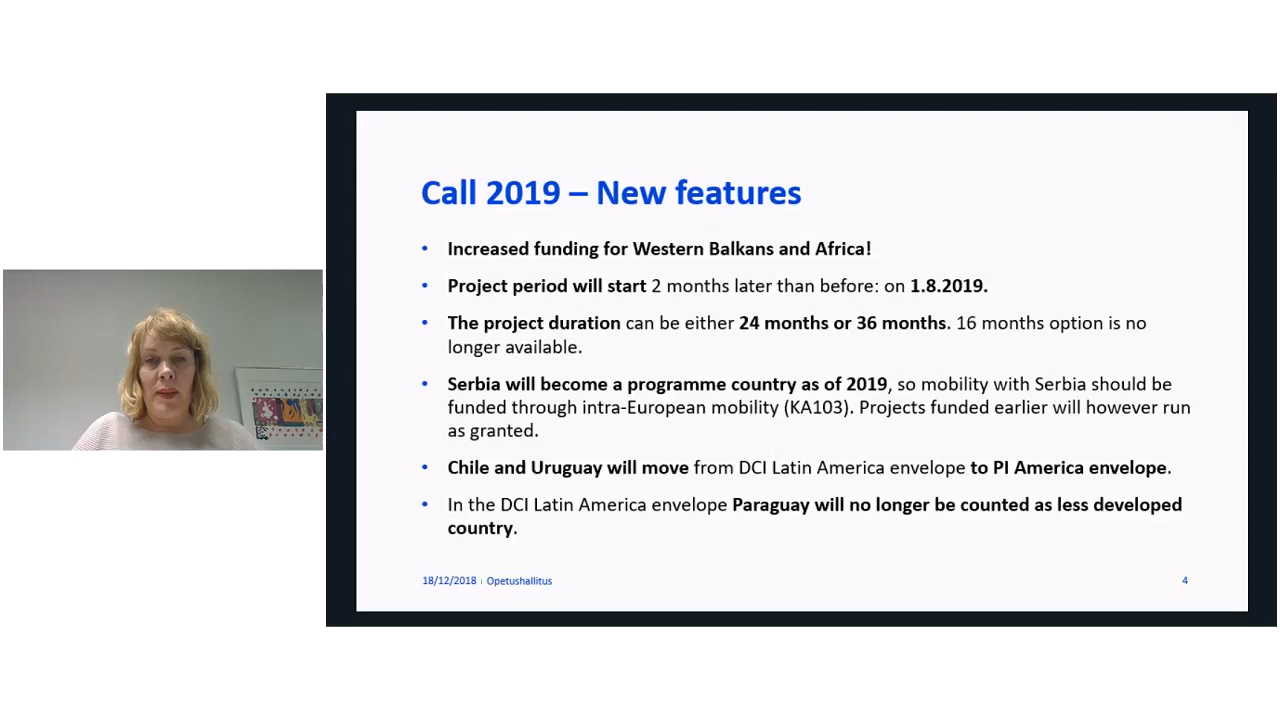 Call 2019 – New features
• Increased funding for Western Balkans and Africa!
• Project period will start 2 months later than before: on 1.8.2019.
• The project duration can be either 24 months or 36 months. 16 months option is no
longer available.
• Serbia will become a programme country as of 2019, so mobility with Serbia should be
funded through intra-European mobility (KA103). Projects funded earlier will however run
as granted.
• Chile and Uruguay will move from DCI Latin America envelope to PI America envelope.
• In the DCI Latin America envelope Paraguay will no longer be counted as less developed
country.
18/12/2018 | Opetushallitus 4